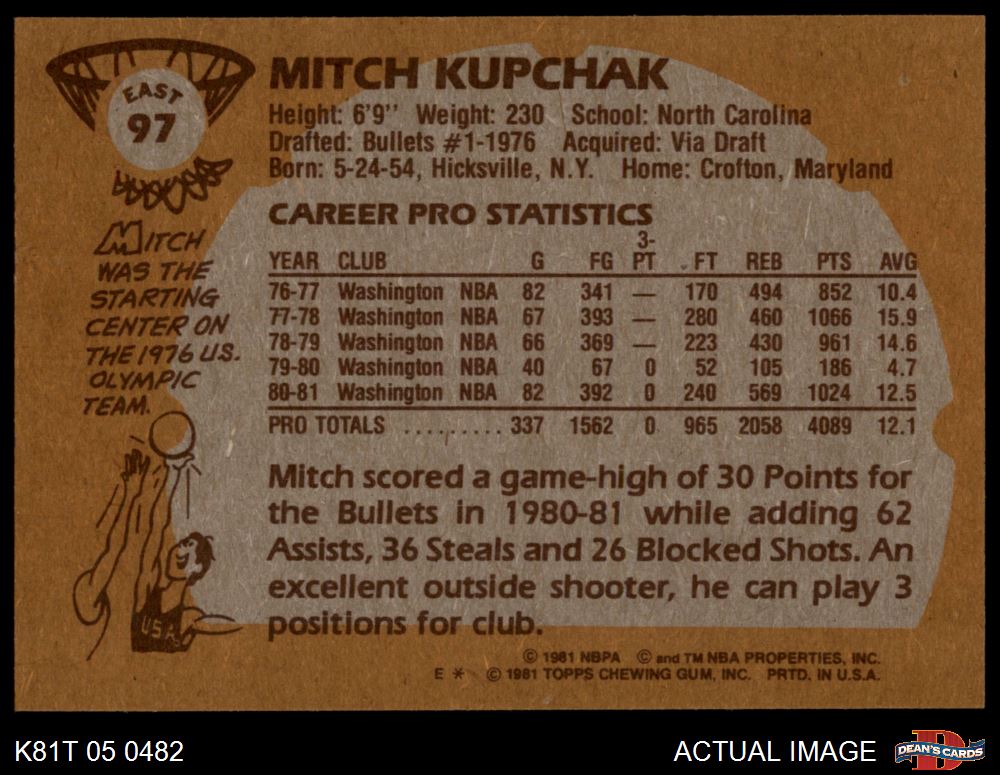 EAST
97
MITCH KUPCHAK
Height: 6'9'' Weight: 230 School: North Carolina
Drafted: Bullets #1-1976 Acquired: Via Draft
Born: 5-24-54, Hicksville, N.Y. Home: Crofton, Maryland
MITCH
WAS THE
STARTING
CENTER ON
THE 1976 U.S.
OLYMPIC
TEAM.
USA
CAREER PRO STATISTICS
YEAR CLUB G FG 3-PT FT REB PTS AVG
76-77 Washington NBA 82 341 — 170 494 852 10.4
77-78 Washington NBA 67 393 — 280 460 1066 15.9
78-79 Washington NBA 66 369 — 223 430 961 14.6
79-80 Washington NBA 40 67 0 52 105 186 4.7
80-81 Washington NBA 82 392 0 240 569 1024 12.5
PRO TOTALS .......... 337 1562 0 965 2058 4089 12.1
Mitch scored a game-high of 30 Points for
the Bullets in 1980-81 while adding 62
Assists, 36 Steals and 26 Blocked Shots. An
excellent outside shooter, he can play 3
positions for club.
© 1981 NBPA © and TM NBA PROPERTIES, INC.
E * © 1981 TOPPS CHEWING GUM, INC. PRTD. IN U.S.A.
K81T 05 0482
ACTUAL IMAGE
D
DEAN'S CARDS